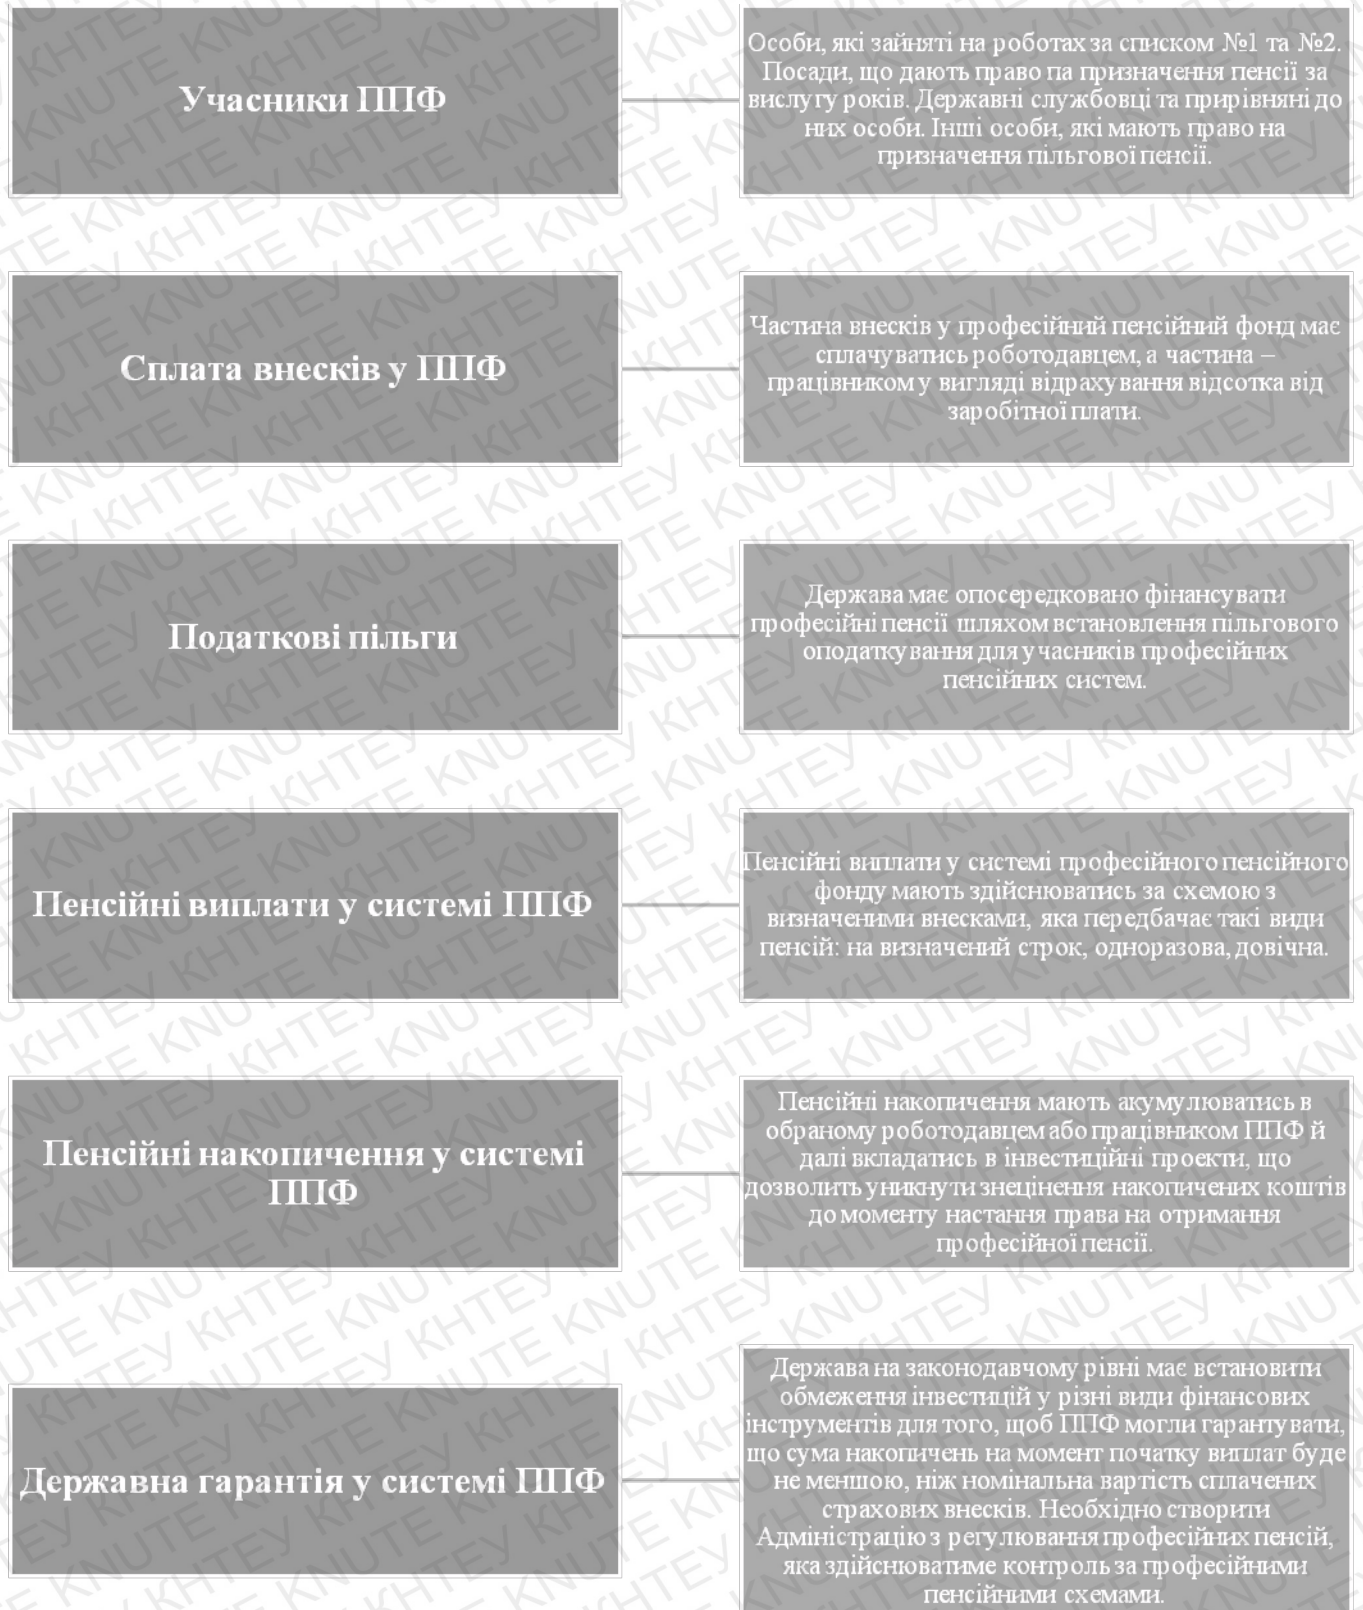 Учасники ППФ
Особи, які зайняті на роботах за списком №1 та №2.
Посади, що дають право па призначення пенсії за
вислугу років. Державні службовці та прирівняні до
них особи. Інші особи, які мають право на
призначення пільгової пенсії.
Сплата внесків у ППФ
Частина внесків у професійний пенсійний фонд має
сплачуватись роботодавцем, а частина –
працівником у вигляді відрахування відсотка від
заробітної плати.
Податкові пільги
Держава має опосередковано фінансувати
професійні пенсії шляхом встановлення пільгового
оподаткування для учасників професійних
пенсійних систем.
Пенсійні виплати у системі ППФ
Пенсійні виплати у системі професійного пенсійного
фонду мають здійснюватись за схемою з
визначеними внесками, яка передбачає такі види
пенсій: на визначений строк, одноразова, довічна.
Пенсійні накопичення у системі
ППФ
Пенсійні накопичення мають акумулюватись в
обраному роботодавцем або працівником ППФ й
далі вкладатись в інвестиційні проекти, що
дозволить уникнути знецінення накопичених коштів
до моменту настання права на отримання
професійної пенсії.
Державна гарантія у системі ППФ
Держава на законодавчому рівні має встановити
обмеження інвестицій у різні види фінансових
інструментів для того, щоб ППФ могли гарантувати,
що сума накопичень на момент початку виплат буде
не меншою, ніж номінальна вартість сплачених
страхових внесків. Необхідно створити
Адміністрацію з регулювання професійних пенсій,
яка здійснюватиме контроль за професійними
пенсійними схемами.